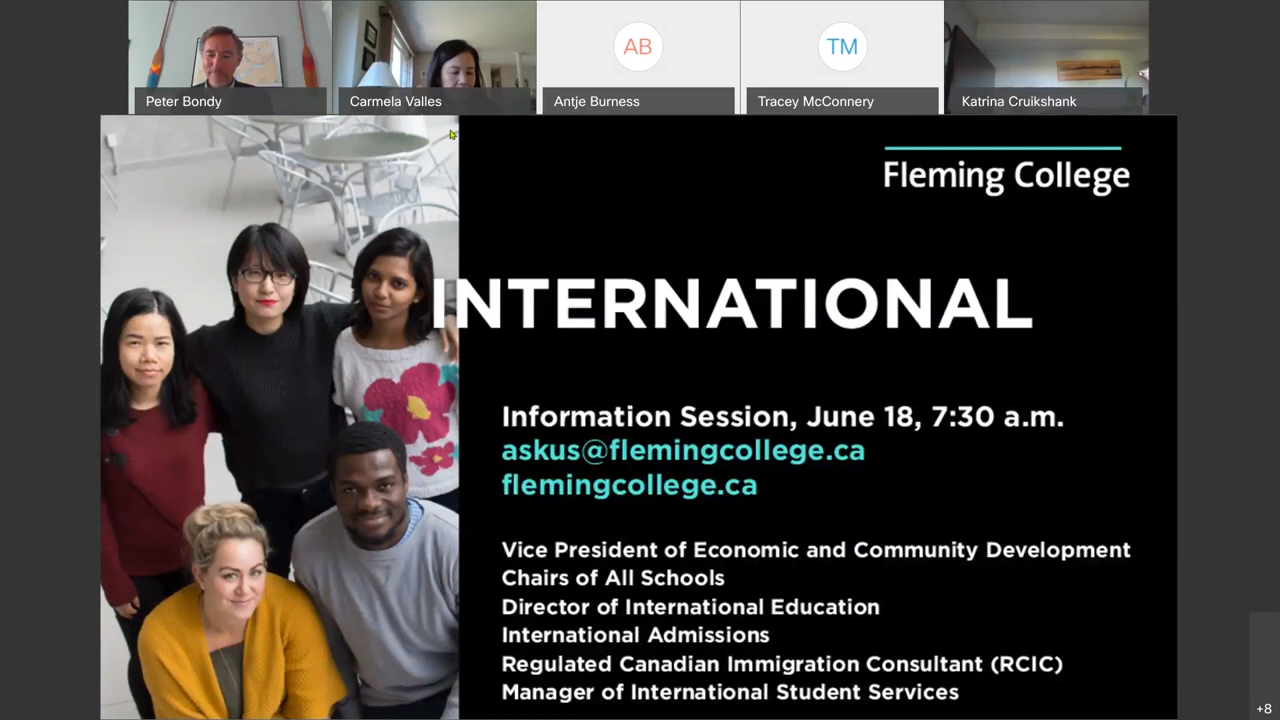 Peter Bondy
Carmela Valles
AB
Antje Burness
TM
Tracey McConnery
Katrina Cruikshank
Fleming College
INTERNATIONAL
Information Session, June 18, 7:30 a.m.
askus@flemingcollege.ca
flemingcollege.ca
Vice President of Economic and Community Development
Chairs of All Schools
Director of International Education
International Admissions
Regulated Canadian Immigration Consultant (RCIC)
Manager of International Student Services
+8